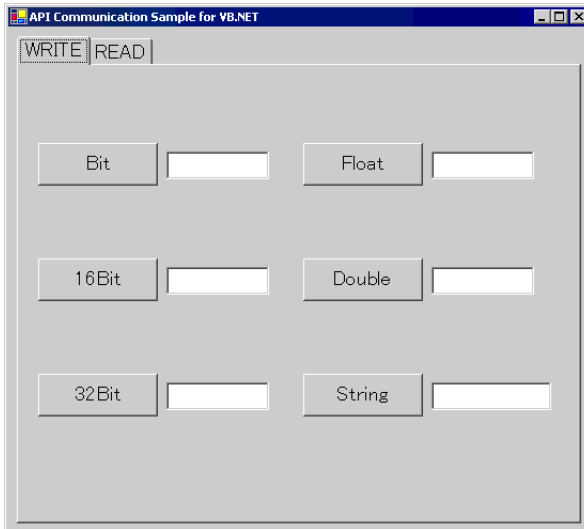 API Communication Sample for VB.NET
WRITE READ
Bit Float
16Bit Double
32Bit String